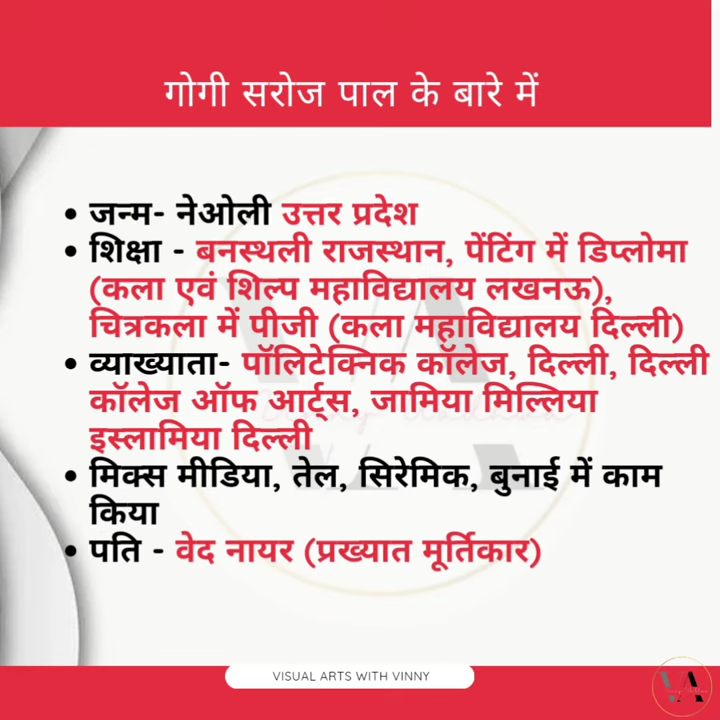 गोगी सरोज पाल के बारे में
• जन्म- नेओली उत्तर प्रदेश
• शिक्षा - बनस्थली राजस्थान, पेंटिंग में डिप्लोमा
(कला एवं शिल्प महाविद्यालय लखनऊ),
चित्रकला में पीजी (कला महाविद्यालय दिल्ली)
• व्याख्याता- पॉलिटेक्निक कॉलेज, दिल्ली, दिल्ली
कॉलेज ऑफ आर्ट्स, जामिया मिल्लिया
इस्लामिया दिल्ली
• मिक्स मीडिया, तेल, सिरेमिक, बुनाई में काम
किया
• पति - वेद नायर (प्रख्यात मूर्तिकार)
VISUAL ARTS WITH VINNY
VA